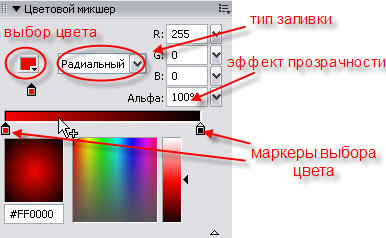 Цветовой микшер
выбор цвета
R: 255
тип заливки
Радиальный
G: 0
эффект прозрачности
B: 0
Альфа: 100%
маркеры выбора
цвета
#FF0000